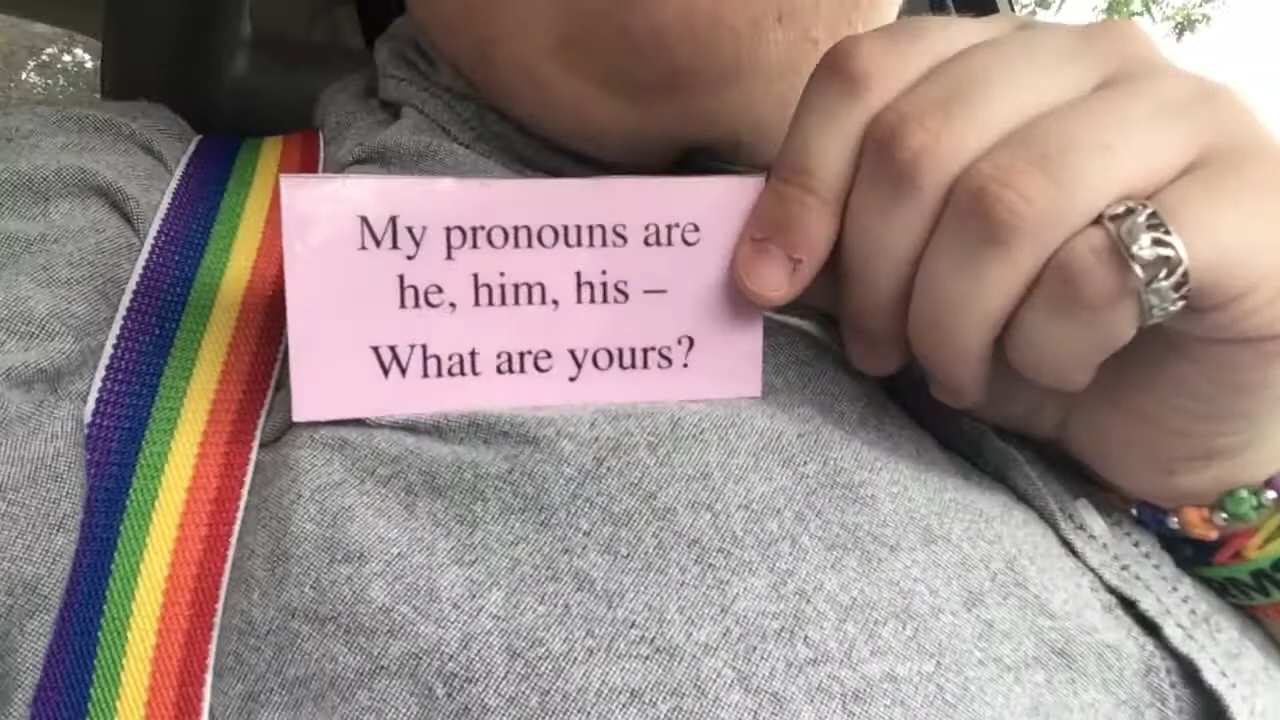 My pronouns are
he, him, his –
What are yours?